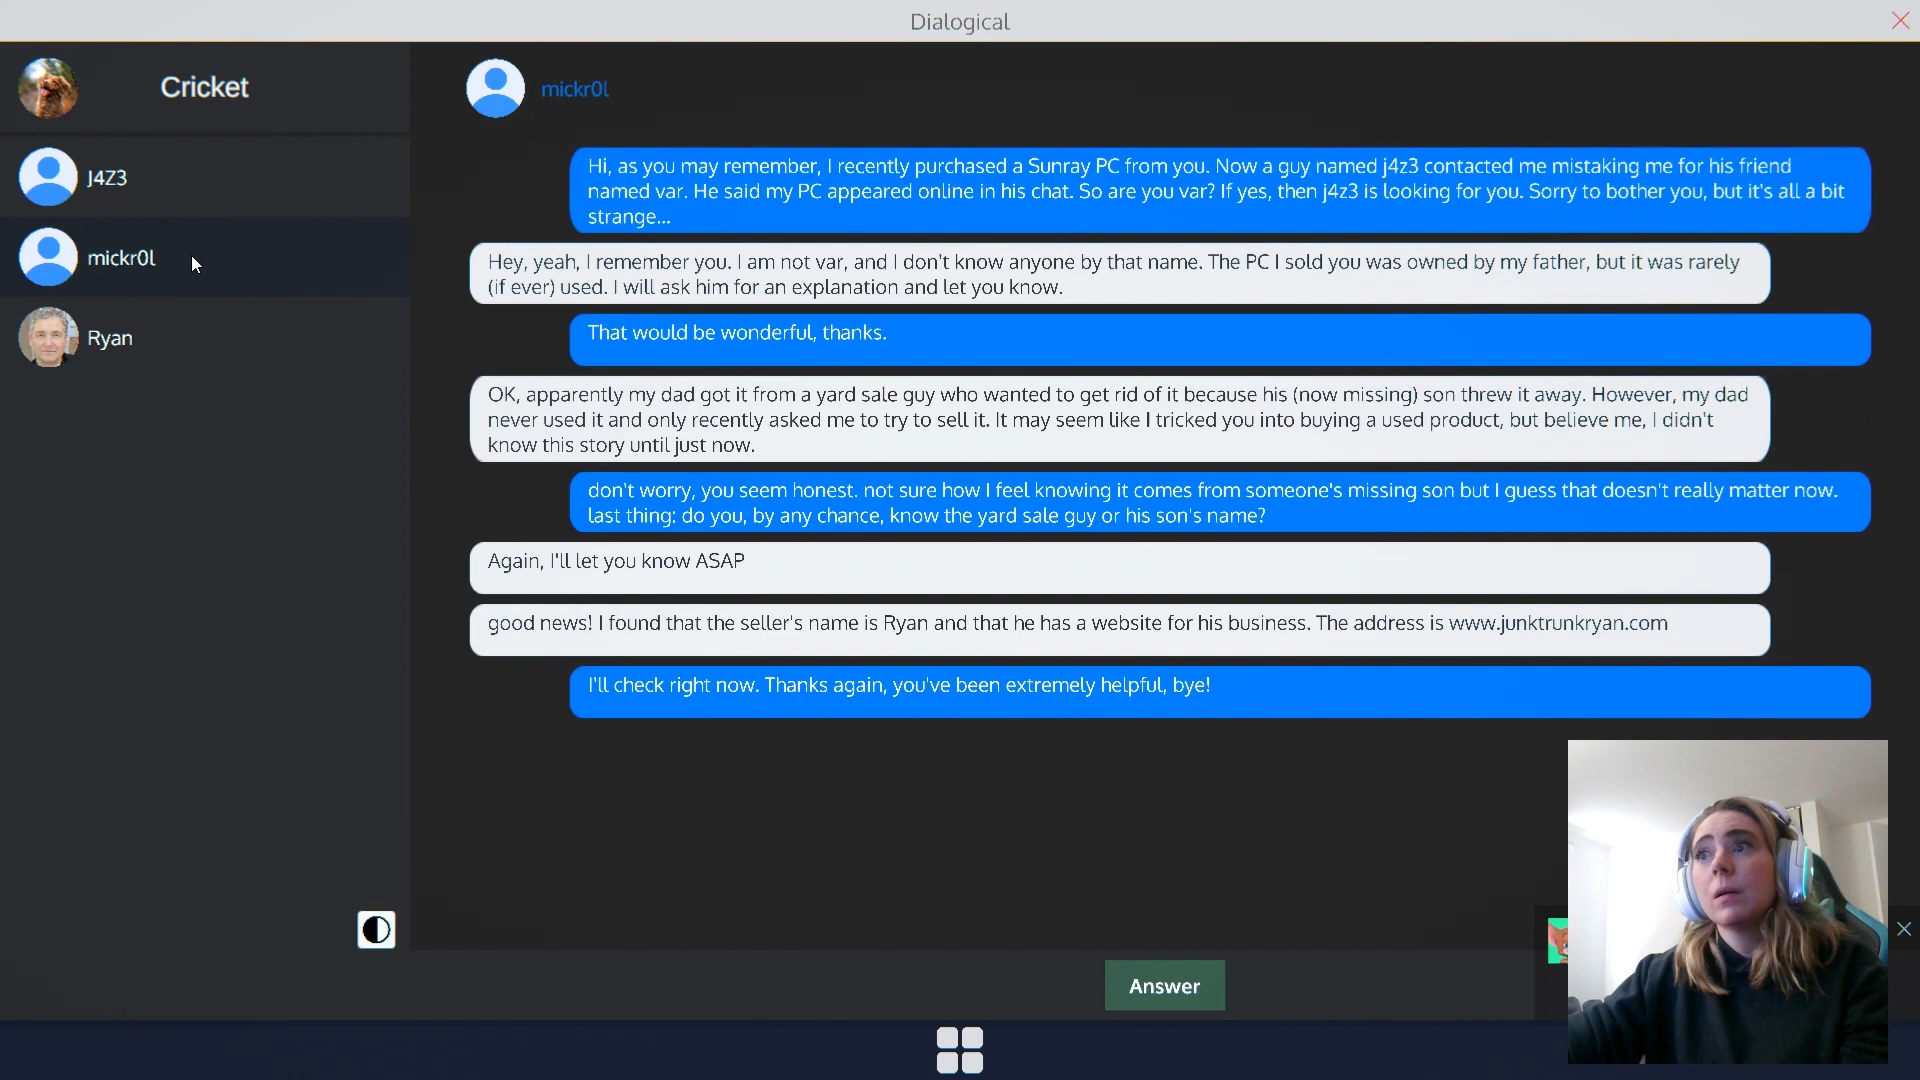 Dialogical
Cricket
J4Z3
mickr0l
Ryan
mickr0l
Hi, as you may remember, I recently purchased a Sunray PC from you. Now a guy named j4z3 contacted me mistaking me for his friend
named var. He said my PC appeared online in his chat. So are you var? If yes, then j4z3 is looking for you. Sorry to bother you, but it's all a bit
strange...
Hey, yeah, I remember you. I am not var, and I don't know anyone by that name. The PC I sold you was owned by my father, but it was rarely
(if ever) used. I will ask him for an explanation and let you know.
That would be wonderful, thanks.
OK, apparently my dad got it from a yard sale guy who wanted to get rid of it because his (now missing) son threw it away. However, my dad
never used it and only recently asked me to try to sell it. It may seem like I tricked you into buying a used product, but believe me, I didn't
know this story until just now.
don't worry, you seem honest. not sure how I feel knowing it comes from someone's missing son but I guess that doesn't really matter now.
last thing: do you, by any chance, know the yard sale guy or his son's name?
Again, I'll let you know ASAP
good news! I found that the seller's name is Ryan and that he has a website for his business. The address is www.junktrunkryan.com
I'll check right now. Thanks again, you've been extremely helpful, bye!
Answer